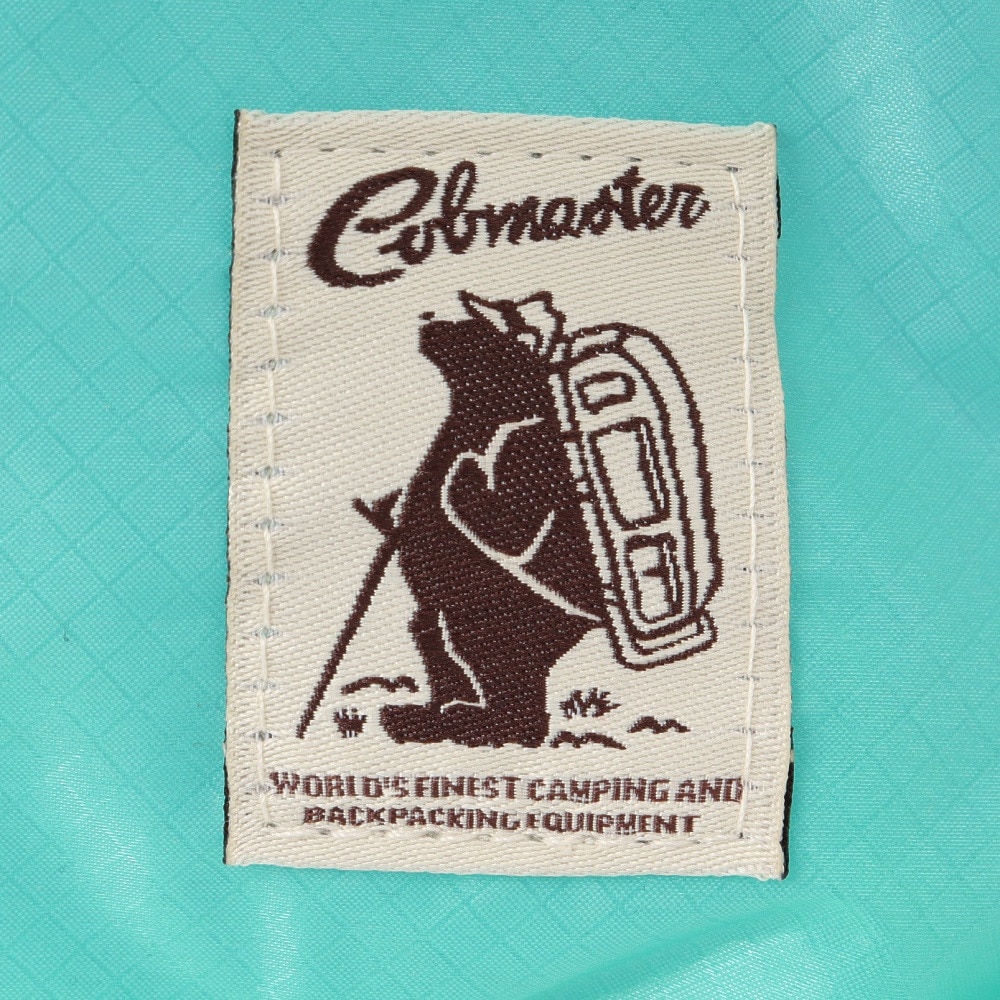 Cobmaster
WORLD'S FINEST CAMPING AND
BACKPACKING EQUIPMENT